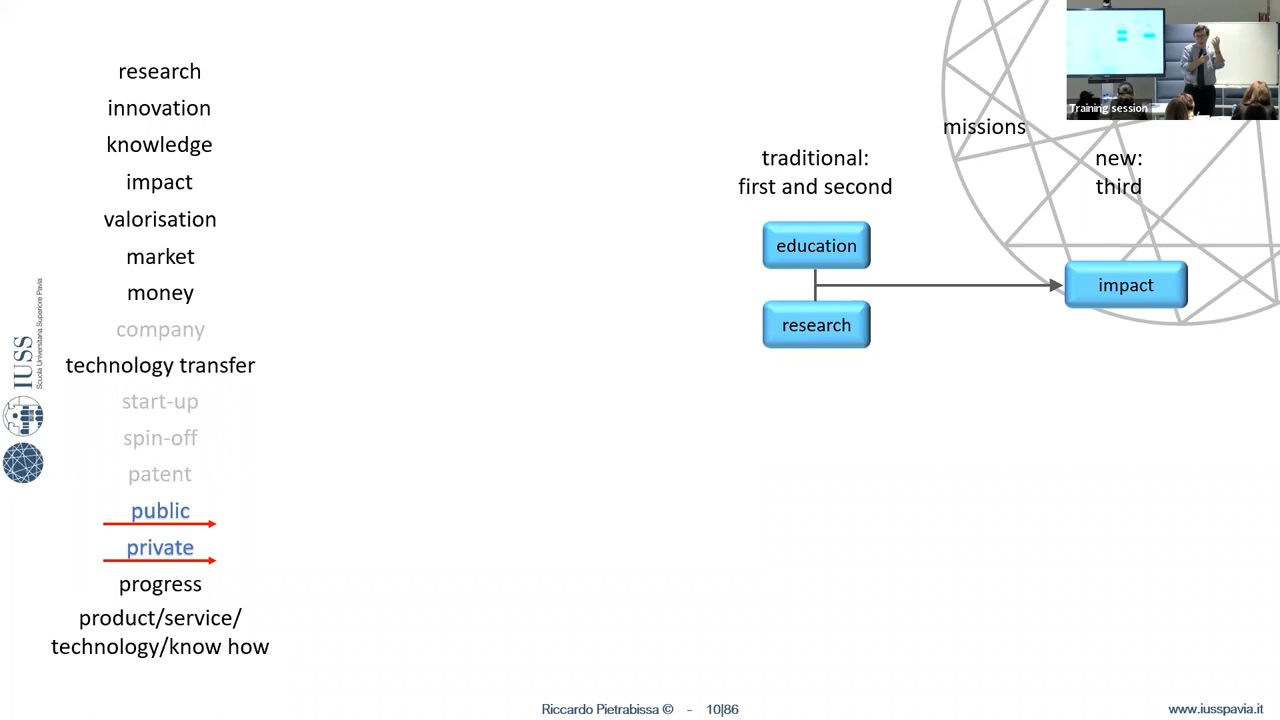 research
innovation
knowledge
impact
valorisation
market
money
company
technology transfer
start-up
spin-off
patent
public
private
progress
product/service/
technology/know how
missions
traditional:
first and second
new:
third
education
research
impact
Training session
IUSS
Scuola Universitaria Superiore Pavia
Riccardo Pietrabissa © - 10|86
www.iusspavia.it